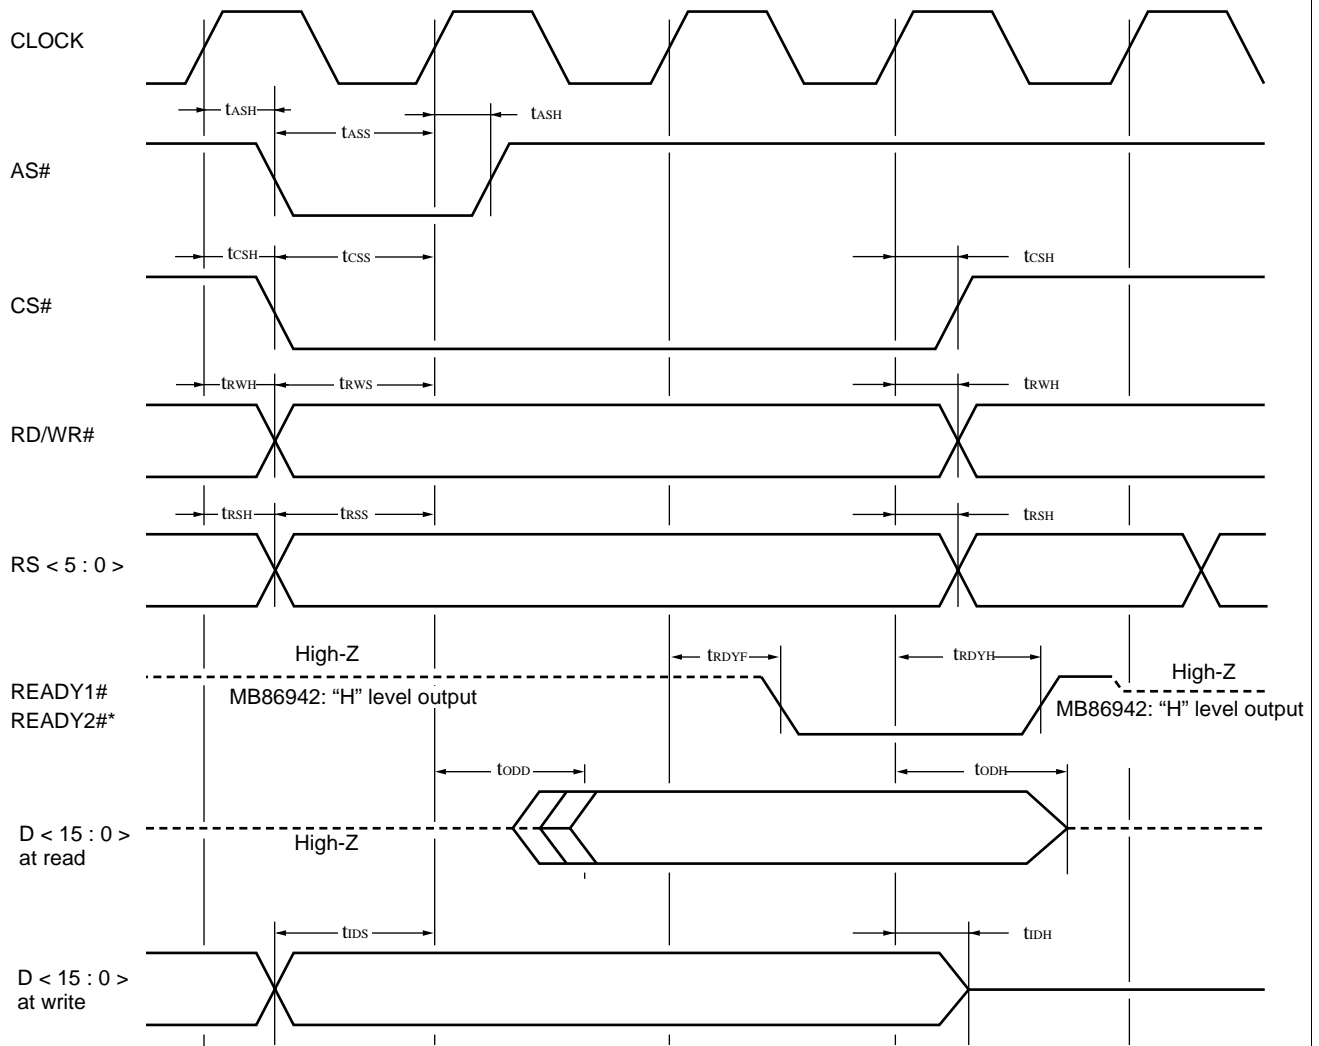 CLOCK
tASH
tASS
tASH
AS#
tCSH
tCSS
tCSH
CS#
tRWH
tRWS
tRWH
RD/WR#
tRSH
tRSS
tRSH
RS < 5 : 0 >
High-Z
tRDYF
tRDYH
High-Z
READY1#
MB86942: “H” level output
READY2#*
MB86942: “H” level output
tODD
tODH
D < 15 : 0 >
at read
High-Z
tIDS
tIDH
D < 15 : 0 >
at write